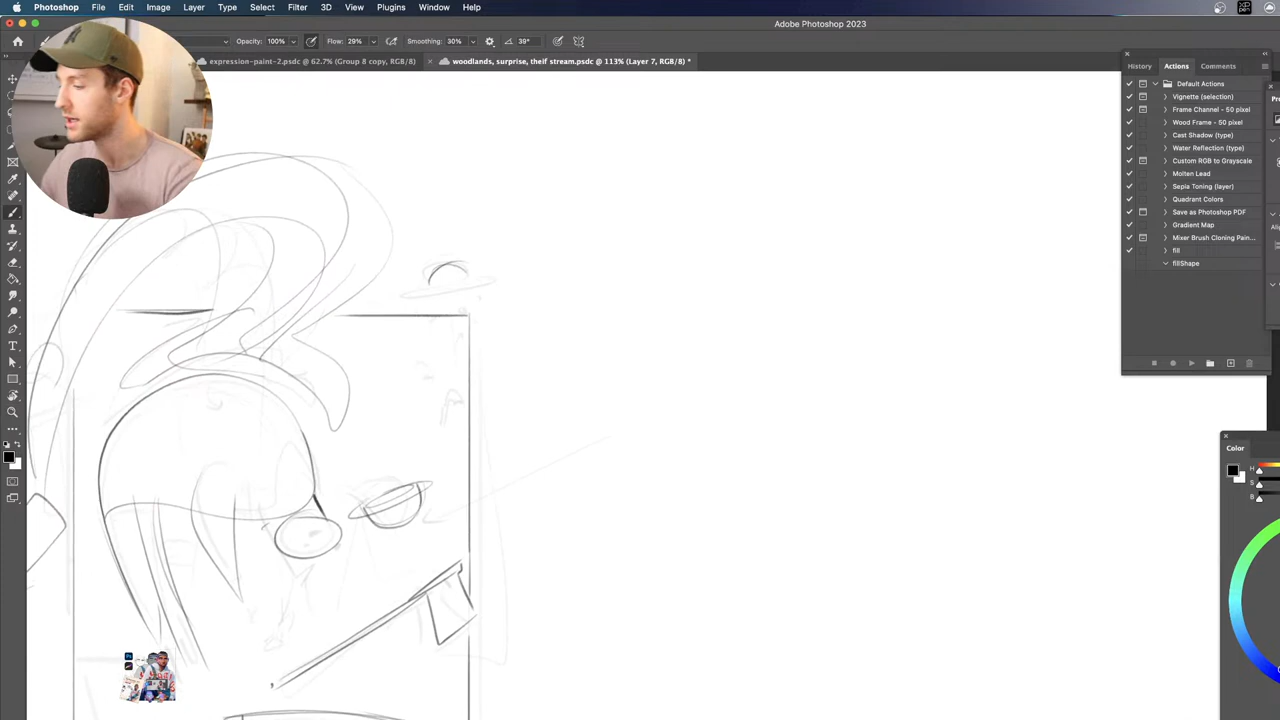 Photoshop File Edit Image Layer Type Select Filter 3D View Plugins Window Help
Adobe Photoshop 2023
Opacity: 100% Flow: 29% Smoothing: 30% 39°
expression-paint-2.psdc @ 62.7% (Group 8 copy, RGB/8)
woodlands, surprise, theif stream.psdc @ 113% (Layer 7, RGB/8) *
History Actions Comments
Default Actions
Vignette (selection)
Frame Channel - 50 pixel
Wood Frame - 50 pixel
Cast Shadow (type)
Water Reflection (type)
Custom RGB to Grayscale
Molten Lead
Sepia Toning (layer)
Quadrant Colors
Save as Photoshop PDF
Gradient Map
Mixer Brush Cloning Pain...
fill
fillShape
Color
H
S
B